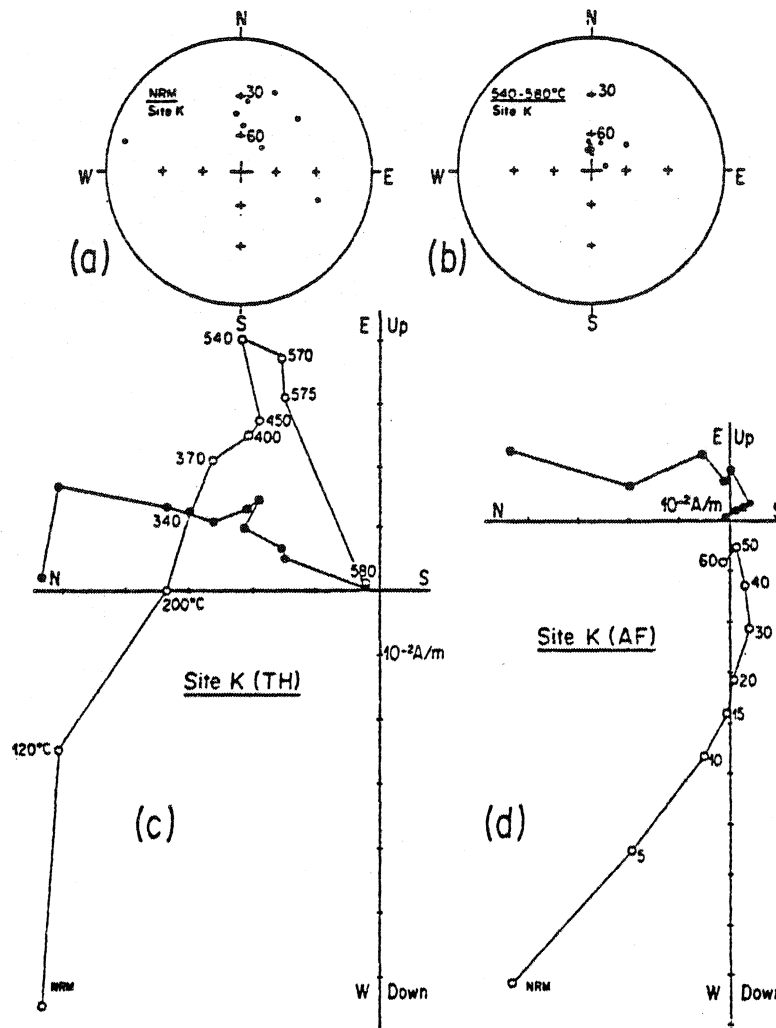 N
NRM
Site K
30
60
W
E
S
(a)
N
540-580°C
Site K
30
60
W
E
S
(b)
E Up
540
570
575
450
400
370
340
N
S
580
200°C
10⁻²A/m
Site K (TH)
120°C
(c)
NRM
W Down
E Up
N
10⁻²A/m
60
50
40
30
Site K (AF)
20
15
10
(d)
5
NRM
W Down